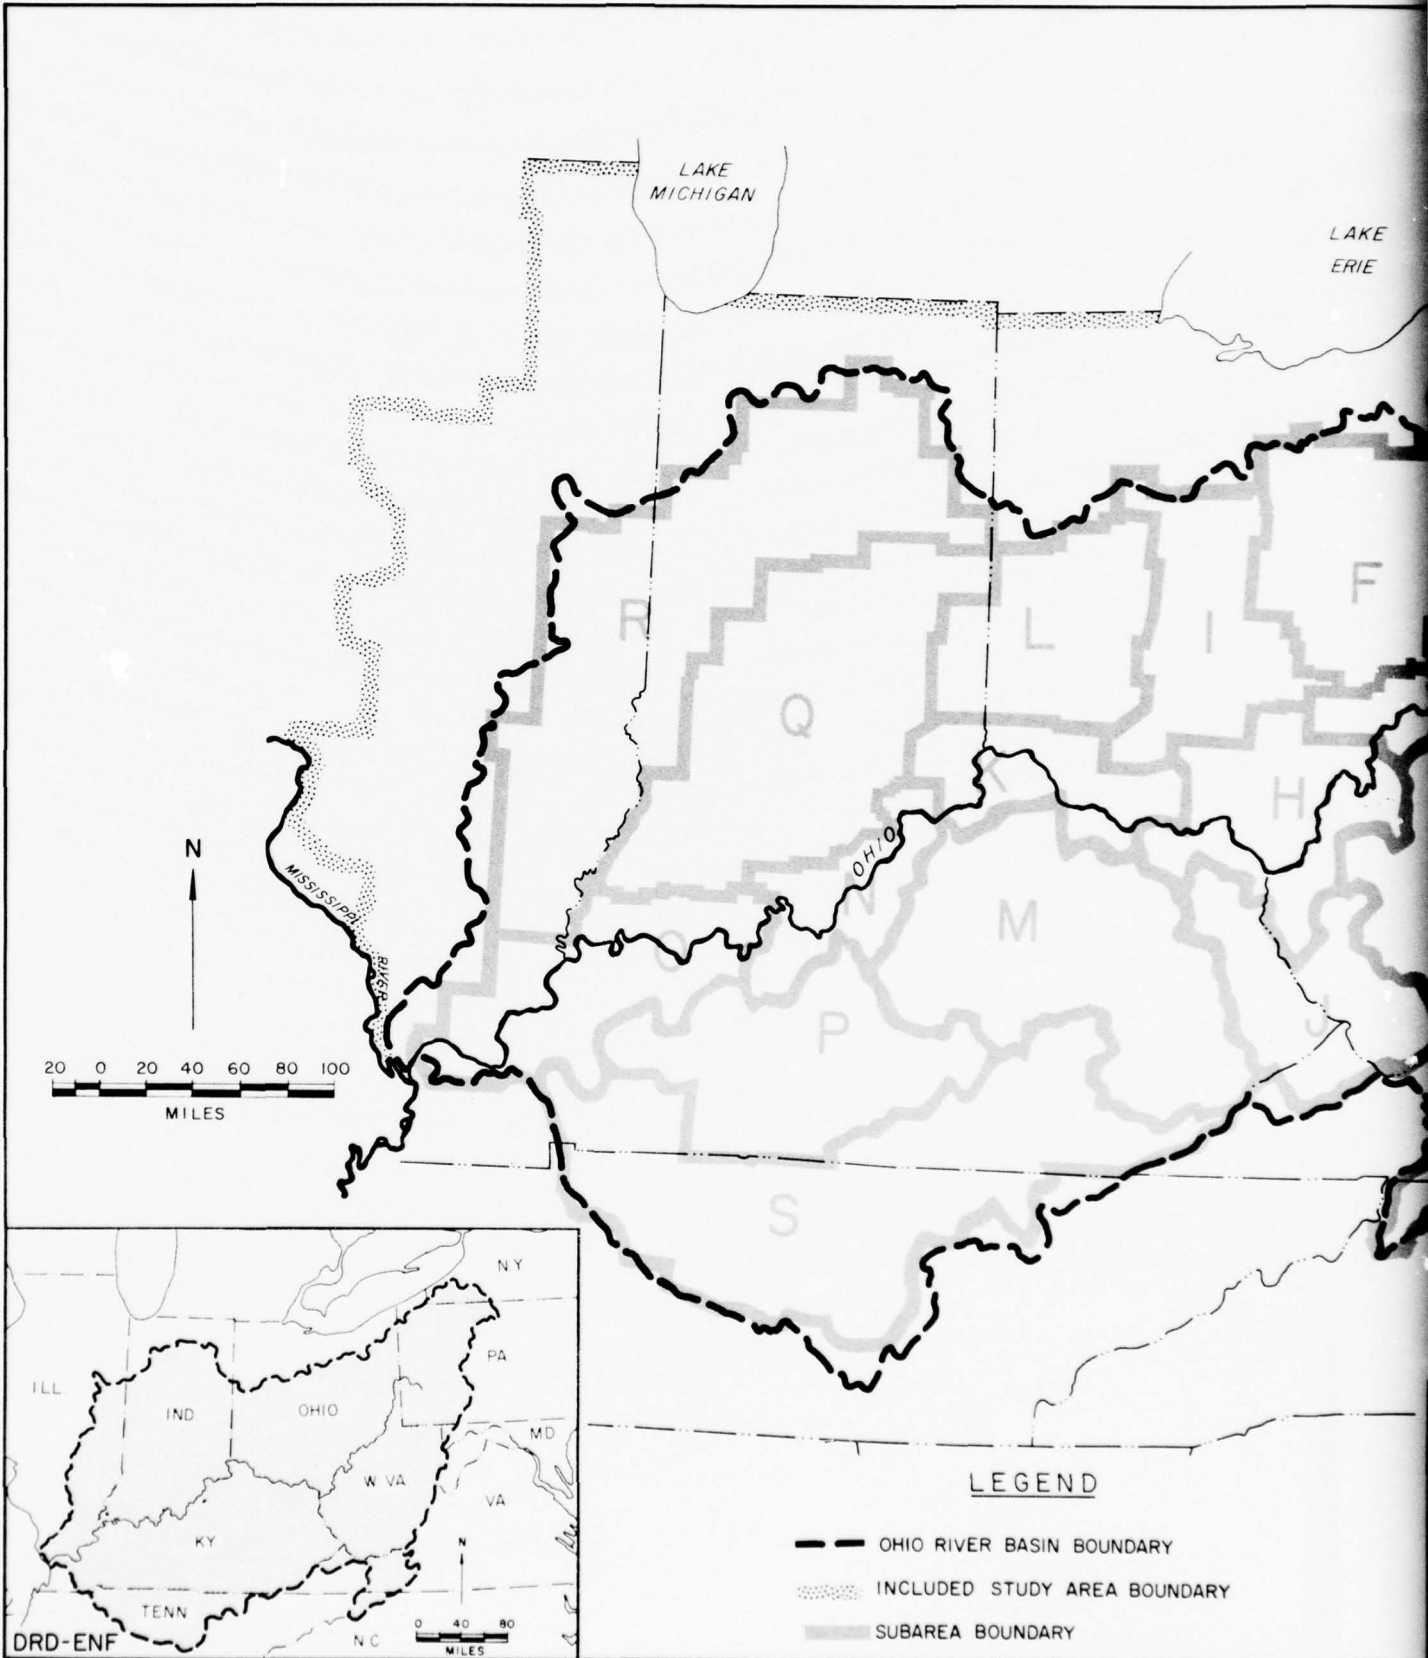 LAKE
MICHIGAN
LAKE
ERIE
R
L
I
F
Q
K
H
N
OHIO
MISSISSIPPI
RIVER
N
M
O
P
J
20 0 20 40 60 80 100
MILES
S
NY
PA
ILL.
IND
OHIO
MD
W VA
VA
KY
N
TENN
NC
0 40 80
MILES
DRD-ENF
LEGEND
OHIO RIVER BASIN BOUNDARY
INCLUDED STUDY AREA BOUNDARY
SUBAREA BOUNDARY